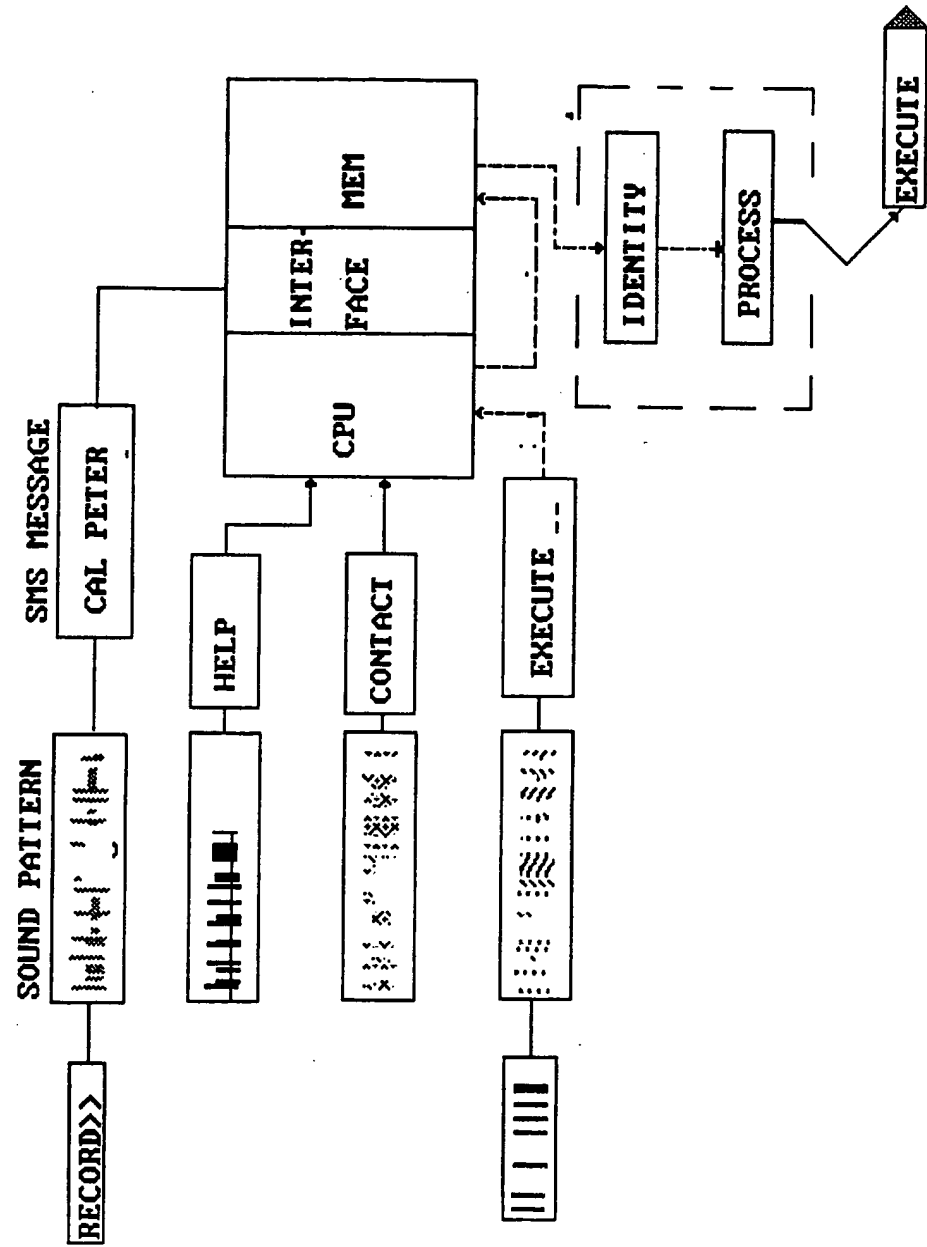 RECORD>>
SOUND PATTERN
SMS MESSAGE
CAL PETER
HELP
CONTACT
EXECUTE
CPU
INTER-
FACE
MEM
IDENTITY
PROCESS
EXECUTE